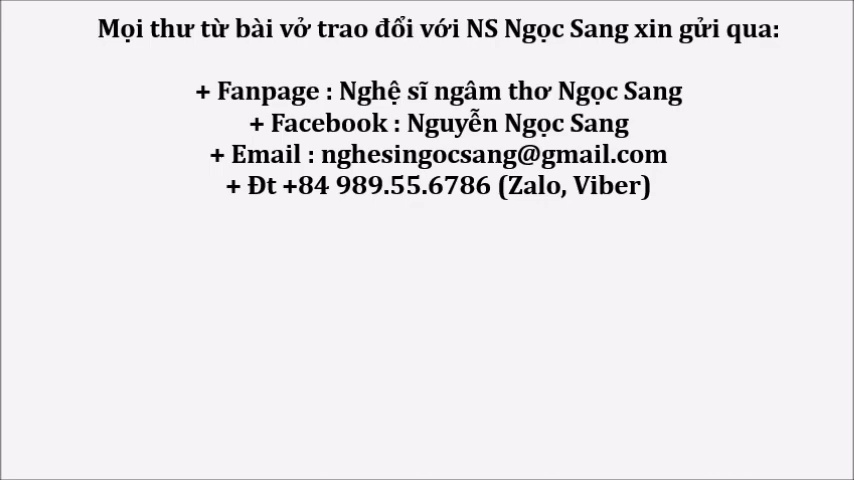 Mọi thư từ bài vở trao đổi với NS Ngọc Sang xin gửi qua:
+ Fanpage : Nghệ sĩ ngâm thơ Ngọc Sang
+ Facebook : Nguyễn Ngọc Sang
+ Email : nghesingocsang@gmail.com
+ Đt +84 989.55.6786 (Zalo, Viber)